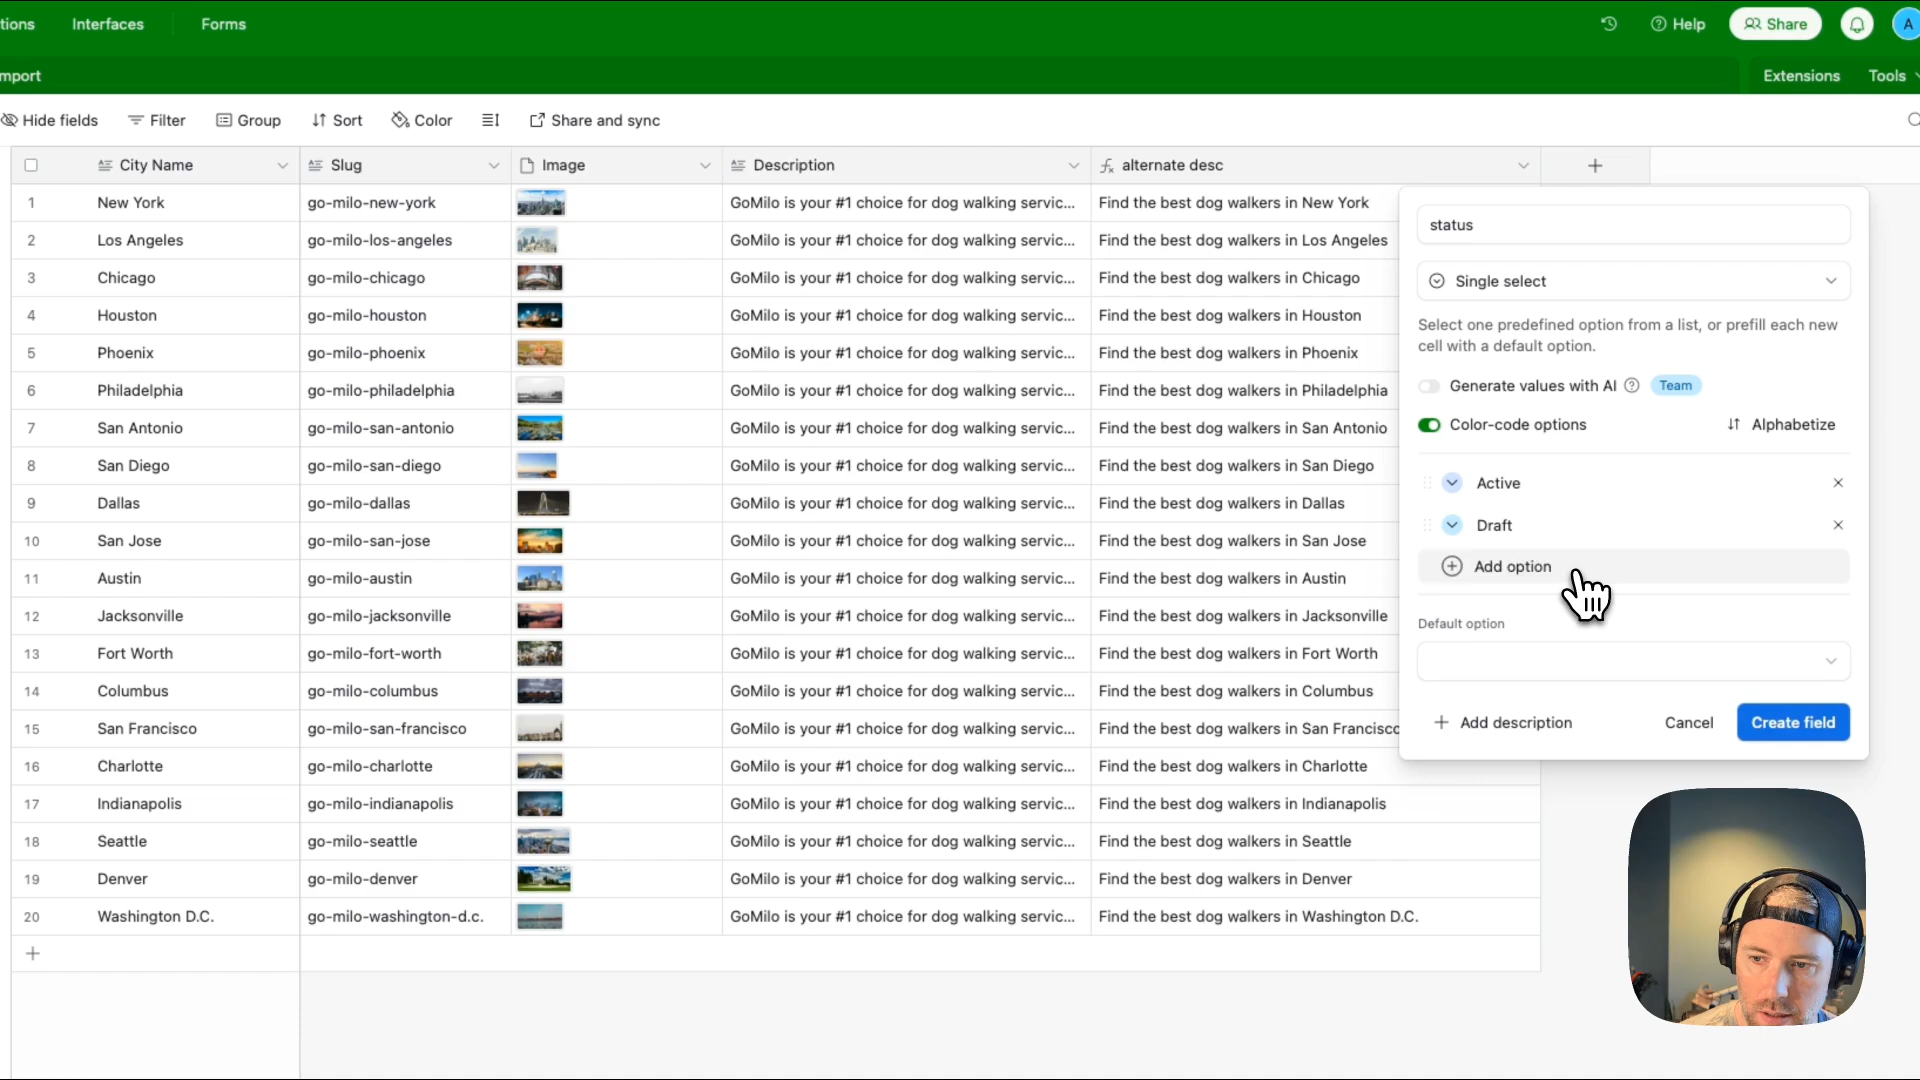 tions Interfaces Forms Help Share A
mport Extensions Tools
Hide fields Filter Group Sort Color Share and sync
City Name Slug Image Description alternate desc
1 New York go-milo-new-york GoMilo is your #1 choice for dog walking servic... Find the best dog walkers in New York
2 Los Angeles go-milo-los-angeles GoMilo is your #1 choice for dog walking servic... Find the best dog walkers in Los Angeles
3 Chicago go-milo-chicago GoMilo is your #1 choice for dog walking servic... Find the best dog walkers in Chicago
4 Houston go-milo-houston GoMilo is your #1 choice for dog walking servic... Find the best dog walkers in Houston
5 Phoenix go-milo-phoenix GoMilo is your #1 choice for dog walking servic... Find the best dog walkers in Phoenix
6 Philadelphia go-milo-philadelphia GoMilo is your #1 choice for dog walking servic... Find the best dog walkers in Philadelphia
7 San Antonio go-milo-san-antonio GoMilo is your #1 choice for dog walking servic... Find the best dog walkers in San Antonio
8 San Diego go-milo-san-diego GoMilo is your #1 choice for dog walking servic... Find the best dog walkers in San Diego
9 Dallas go-milo-dallas GoMilo is your #1 choice for dog walking servic... Find the best dog walkers in Dallas
10 San Jose go-milo-san-jose GoMilo is your #1 choice for dog walking servic... Find the best dog walkers in San Jose
11 Austin go-milo-austin GoMilo is your #1 choice for dog walking servic... Find the best dog walkers in Austin
12 Jacksonville go-milo-jacksonville GoMilo is your #1 choice for dog walking servic... Find the best dog walkers in Jacksonville
13 Fort Worth go-milo-fort-worth GoMilo is your #1 choice for dog walking servic... Find the best dog walkers in Fort Worth
14 Columbus go-milo-columbus GoMilo is your #1 choice for dog walking servic... Find the best dog walkers in Columbus
15 San Francisco go-milo-san-francisco GoMilo is your #1 choice for dog walking servic... Find the best dog walkers in San Francisco
16 Charlotte go-milo-charlotte GoMilo is your #1 choice for dog walking servic... Find the best dog walkers in Charlotte
17 Indianapolis go-milo-indianapolis GoMilo is your #1 choice for dog walking servic... Find the best dog walkers in Indianapolis
18 Seattle go-milo-seattle GoMilo is your #1 choice for dog walking servic... Find the best dog walkers in Seattle
19 Denver go-milo-denver GoMilo is your #1 choice for dog walking servic... Find the best dog walkers in Denver
20 Washington D.C. go-milo-washington-d.c. GoMilo is your #1 choice for dog walking servic... Find the best dog walkers in Washington D.C.
status
Single select
Select one predefined option from a list, or prefill each new
cell with a default option.
Generate values with AI Team
Color-code options Alphabetize
Active
Draft
Add option
Default option
Add description Cancel Create field